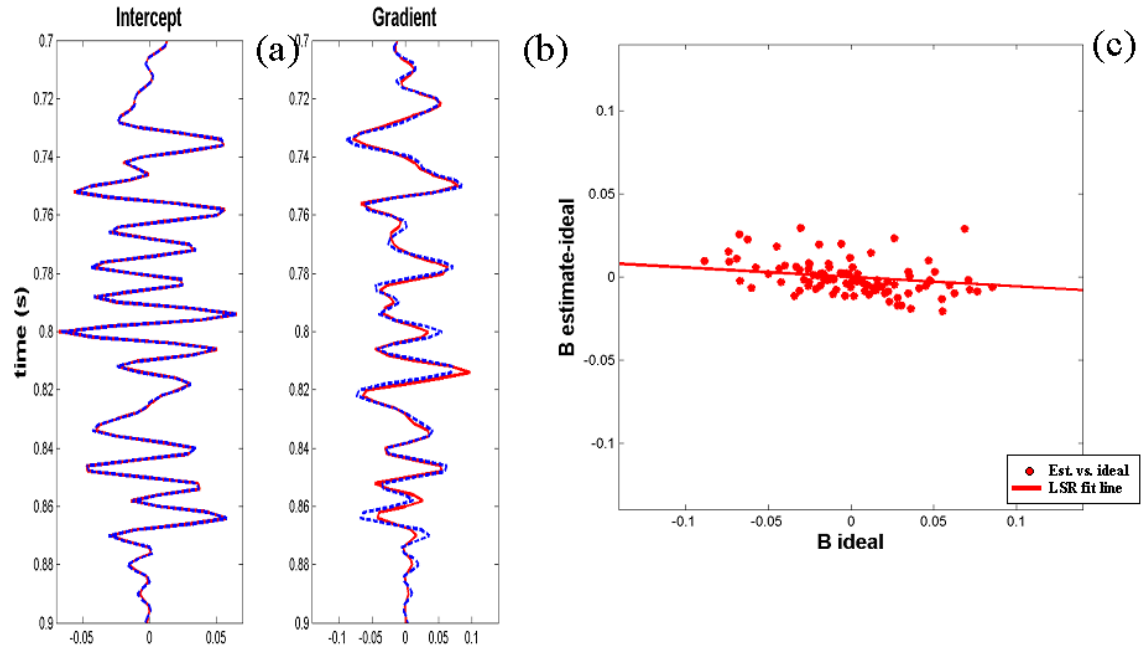 Intercept
(a)
Gradient
(b)
(c)
0.7
0.72
0.74
0.76
0.78
0.8
0.82
0.84
0.86
0.88
0.9
time (s)
-0.05 0 0.05
0.7
0.72
0.74
0.76
0.78
0.8
0.82
0.84
0.86
0.88
0.9
-0.1 -0.05 0 0.05 0.1
0.1
0.05
0
-0.05
-0.1
B estimate-ideal
Est. vs. ideal
LSR fit line
-0.1 -0.05 0 0.05 0.1
B ideal